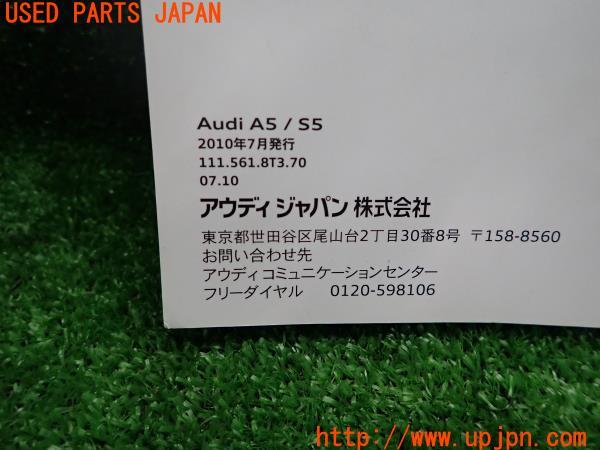 USED PARTS JAPAN
Audi A5 / S5
2010年7月発行
111.561.8T3.70
07.10
アウディ ジャパン 株式会社
東京都世田谷区尾山台2丁目30番8号 〒158-8560
お問い合わせ先
アウディ コミュニケーションセンター
フリーダイヤル 0120-598106
http://www.upjpn.com/